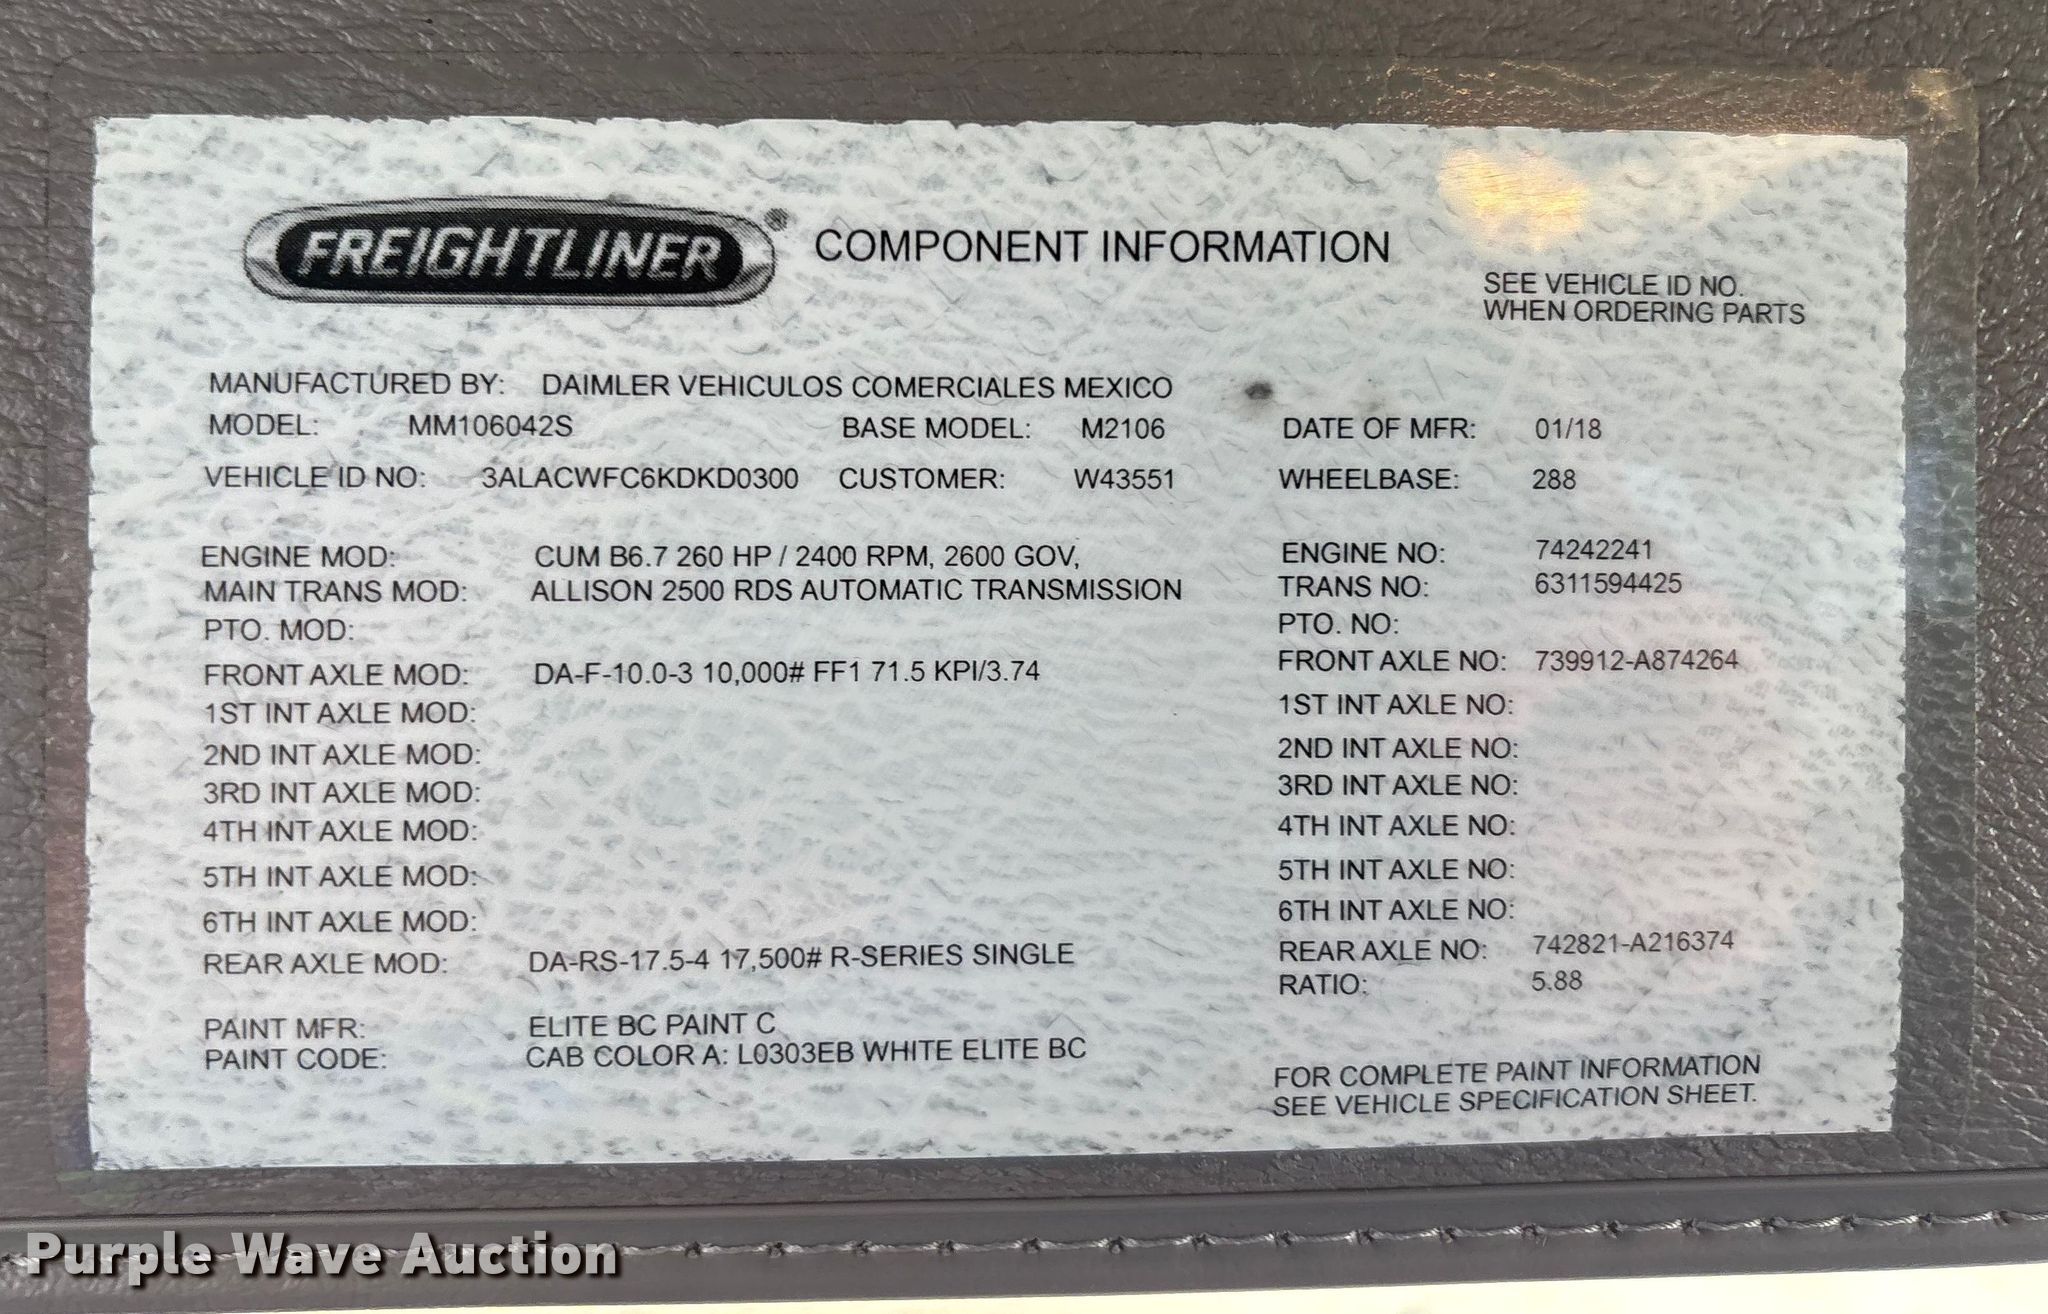 FREIGHTLINER ® COMPONENT INFORMATION
SEE VEHICLE ID NO.
WHEN ORDERING PARTS
MANUFACTURED BY: DAIMLER VEHICULOS COMERCIALES MEXICO
MODEL: MM106042S BASE MODEL: M2106 DATE OF MFR: 01/18
VEHICLE ID NO: 3ALACWFC6KDKD0300 CUSTOMER: W43551 WHEELBASE: 288
ENGINE MOD: CUM B6.7 260 HP / 2400 RPM, 2600 GOV, ENGINE NO: 74242241
MAIN TRANS MOD: ALLISON 2500 RDS AUTOMATIC TRANSMISSION TRANS NO: 6311594425
PTO. MOD: PTO. NO:
FRONT AXLE MOD: DA-F-10.0-3 10,000# FF1 71.5 KPI/3.74 FRONT AXLE NO: 739912-A874264
1ST INT AXLE MOD: 1ST INT AXLE NO:
2ND INT AXLE MOD: 2ND INT AXLE NO:
3RD INT AXLE MOD: 3RD INT AXLE NO:
4TH INT AXLE MOD: 4TH INT AXLE NO:
5TH INT AXLE MOD: 5TH INT AXLE NO:
6TH INT AXLE MOD: 6TH INT AXLE NO:
REAR AXLE MOD: DA-RS-17.5-4 17,500# R-SERIES SINGLE REAR AXLE NO: 742821-A216374
RATIO: 5.88
PAINT MFR: ELITE BC PAINT C
PAINT CODE: CAB COLOR A: L0303EB WHITE ELITE BC
FOR COMPLETE PAINT INFORMATION
SEE VEHICLE SPECIFICATION SHEET.
Purple Wave Auction